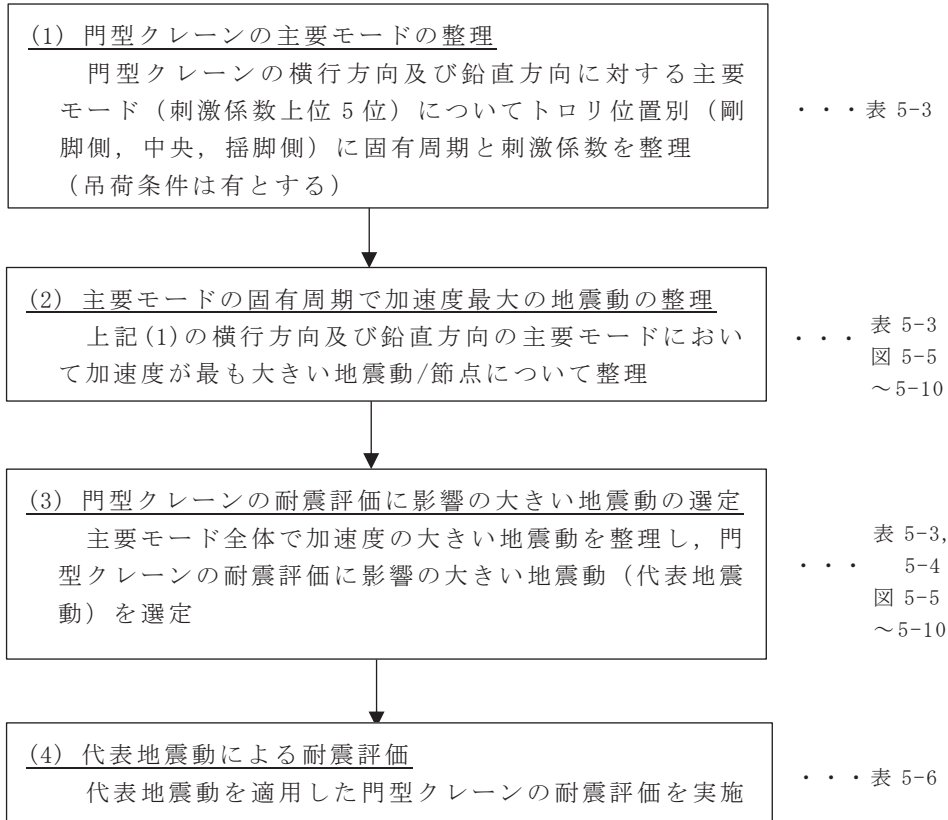 (1) 門型クレーンの主要モードの整理
門型クレーンの横行方向及び鉛直方向に対する主要
モード（刺激係数上位 5 位）についてトロリ位置別（剛
脚側，中央，揺脚側）に固有周期と刺激係数を整理
（吊荷条件は有とする）
・・・表 5-3
(2) 主要モードの固有周期で加速度最大の地震動の整理
上記(1)の横行方向及び鉛直方向の主要モードにおい
て加速度が最も大きい地震動/節点について整理
・・・
表 5-3
図 5-5
～5-10
(3) 門型クレーンの耐震評価に影響の大きい地震動の選定
主要モード全体で加速度の大きい地震動を整理し，門
型クレーンの耐震評価に影響の大きい地震動（代表地震
動）を選定
・・・
表 5-3,
5-4
図 5-5
～5-10
(4) 代表地震動による耐震評価
代表地震動を適用した門型クレーンの耐震評価を実施
・・・表 5-6